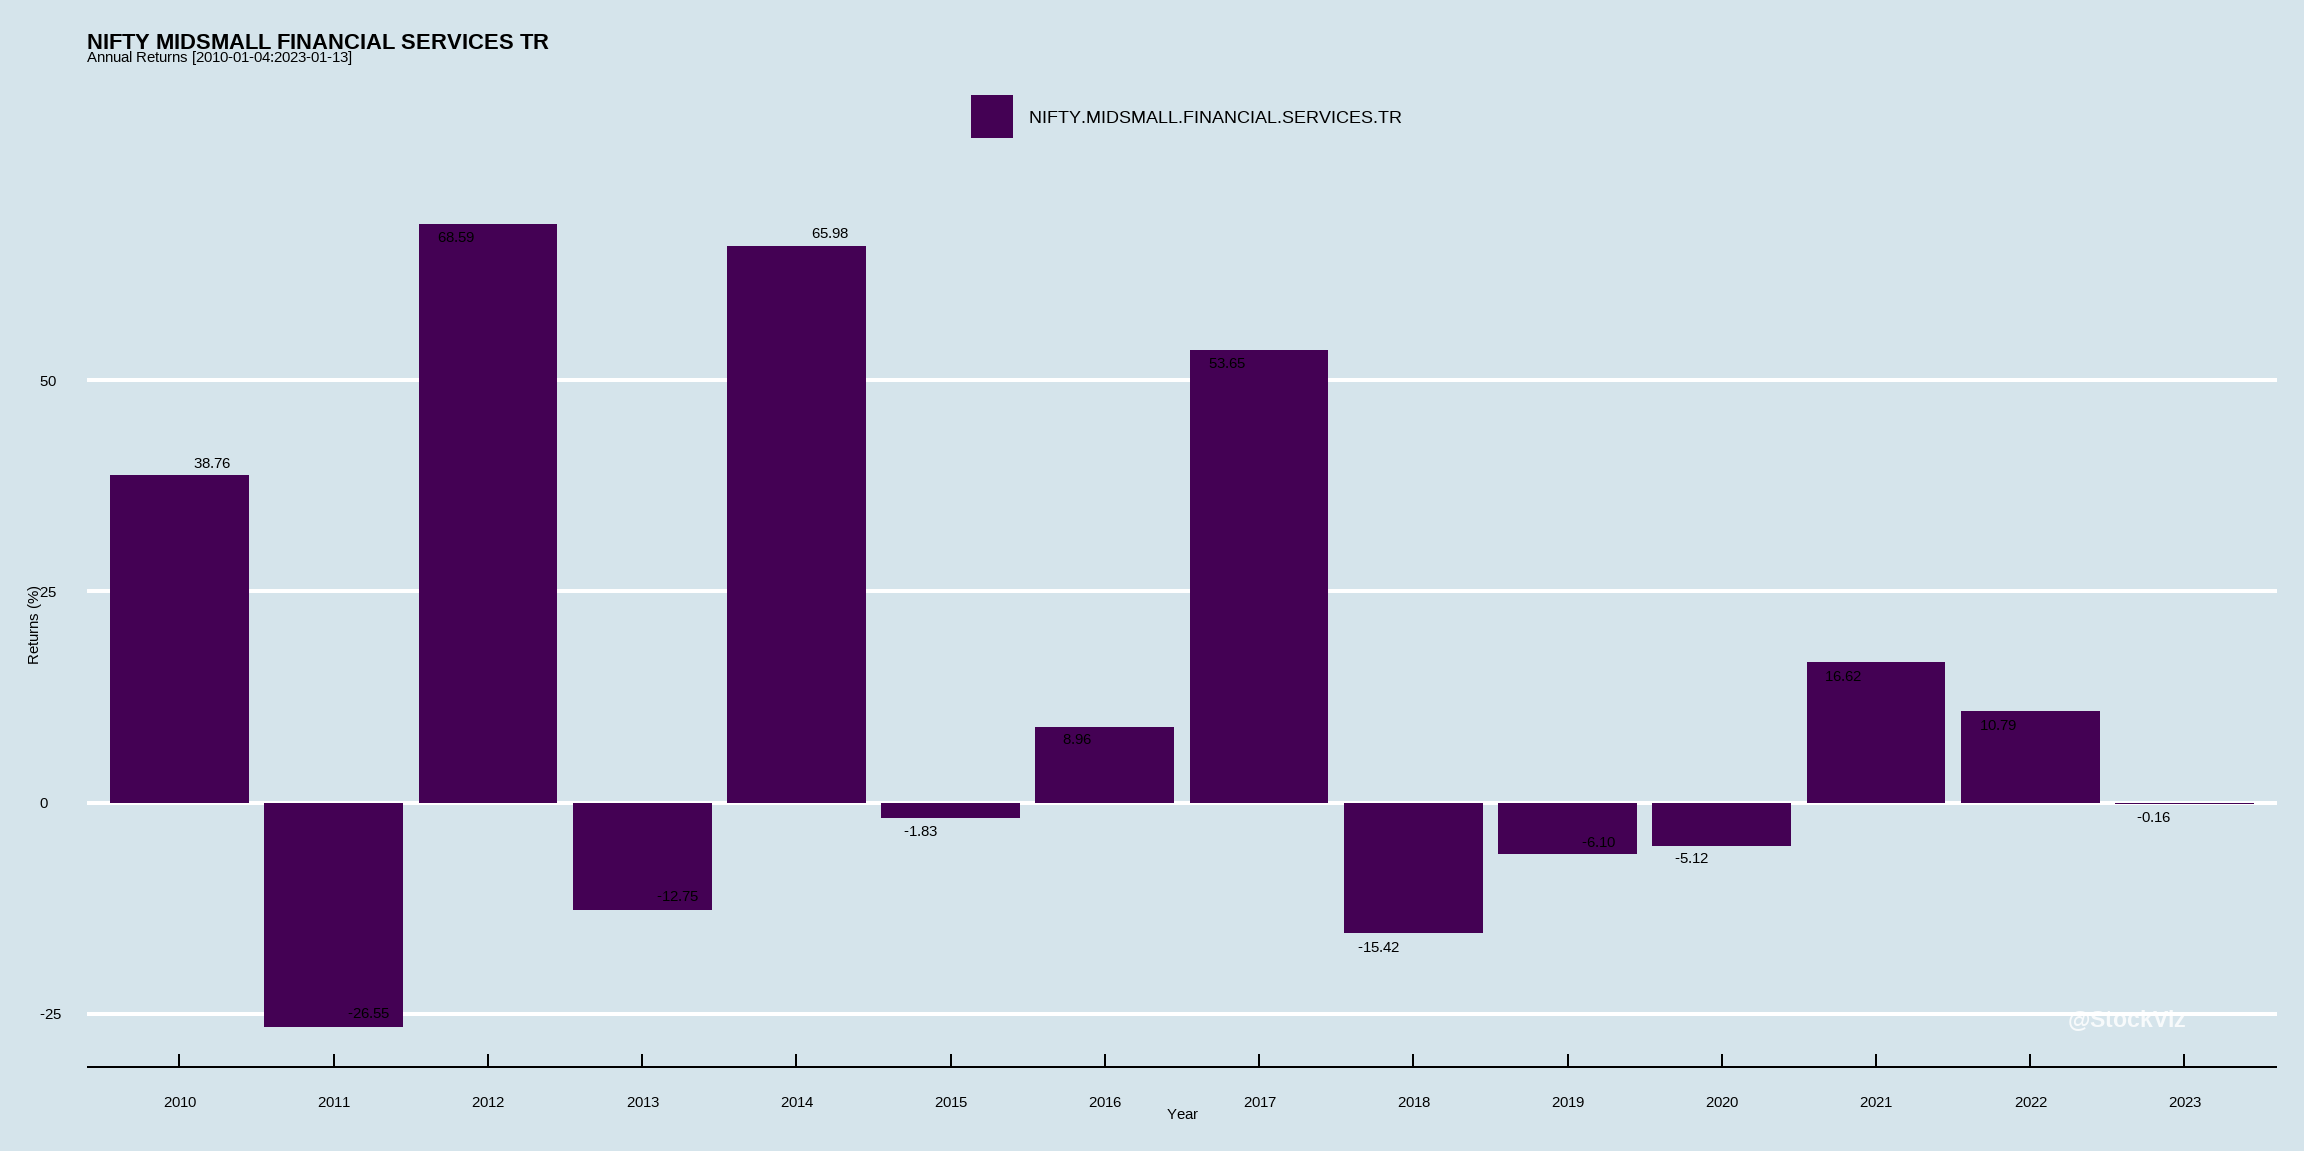 NIFTY MIDSMALL FINANCIAL SERVICES TR
Annual Returns [2010-01-04:2023-01-13]
NIFTY.MIDSMALL.FINANCIAL.SERVICES.TR
68.59
65.98
53.65
50
38.76
Returns (%)
25
16.62
10.79
8.96
0
-0.16
-1.83
-6.10
-5.12
-12.75
-15.42
-26.55
-25
@StockViz
2010 2011 2012 2013 2014 2015 2016 2017 2018 2019 2020 2021 2022 2023
Year